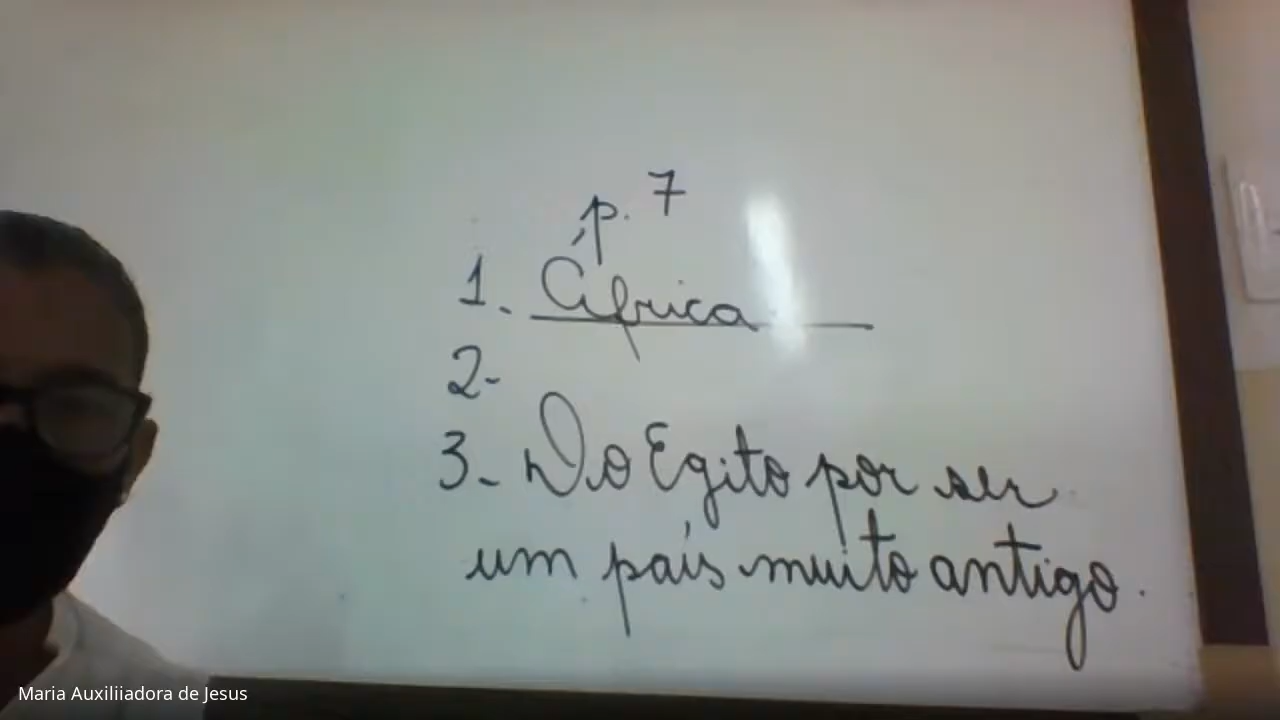 p. 7
1. África
2-
3- Do Egito por ser
um país muito antigo.
Maria Auxiliiadora de Jesus